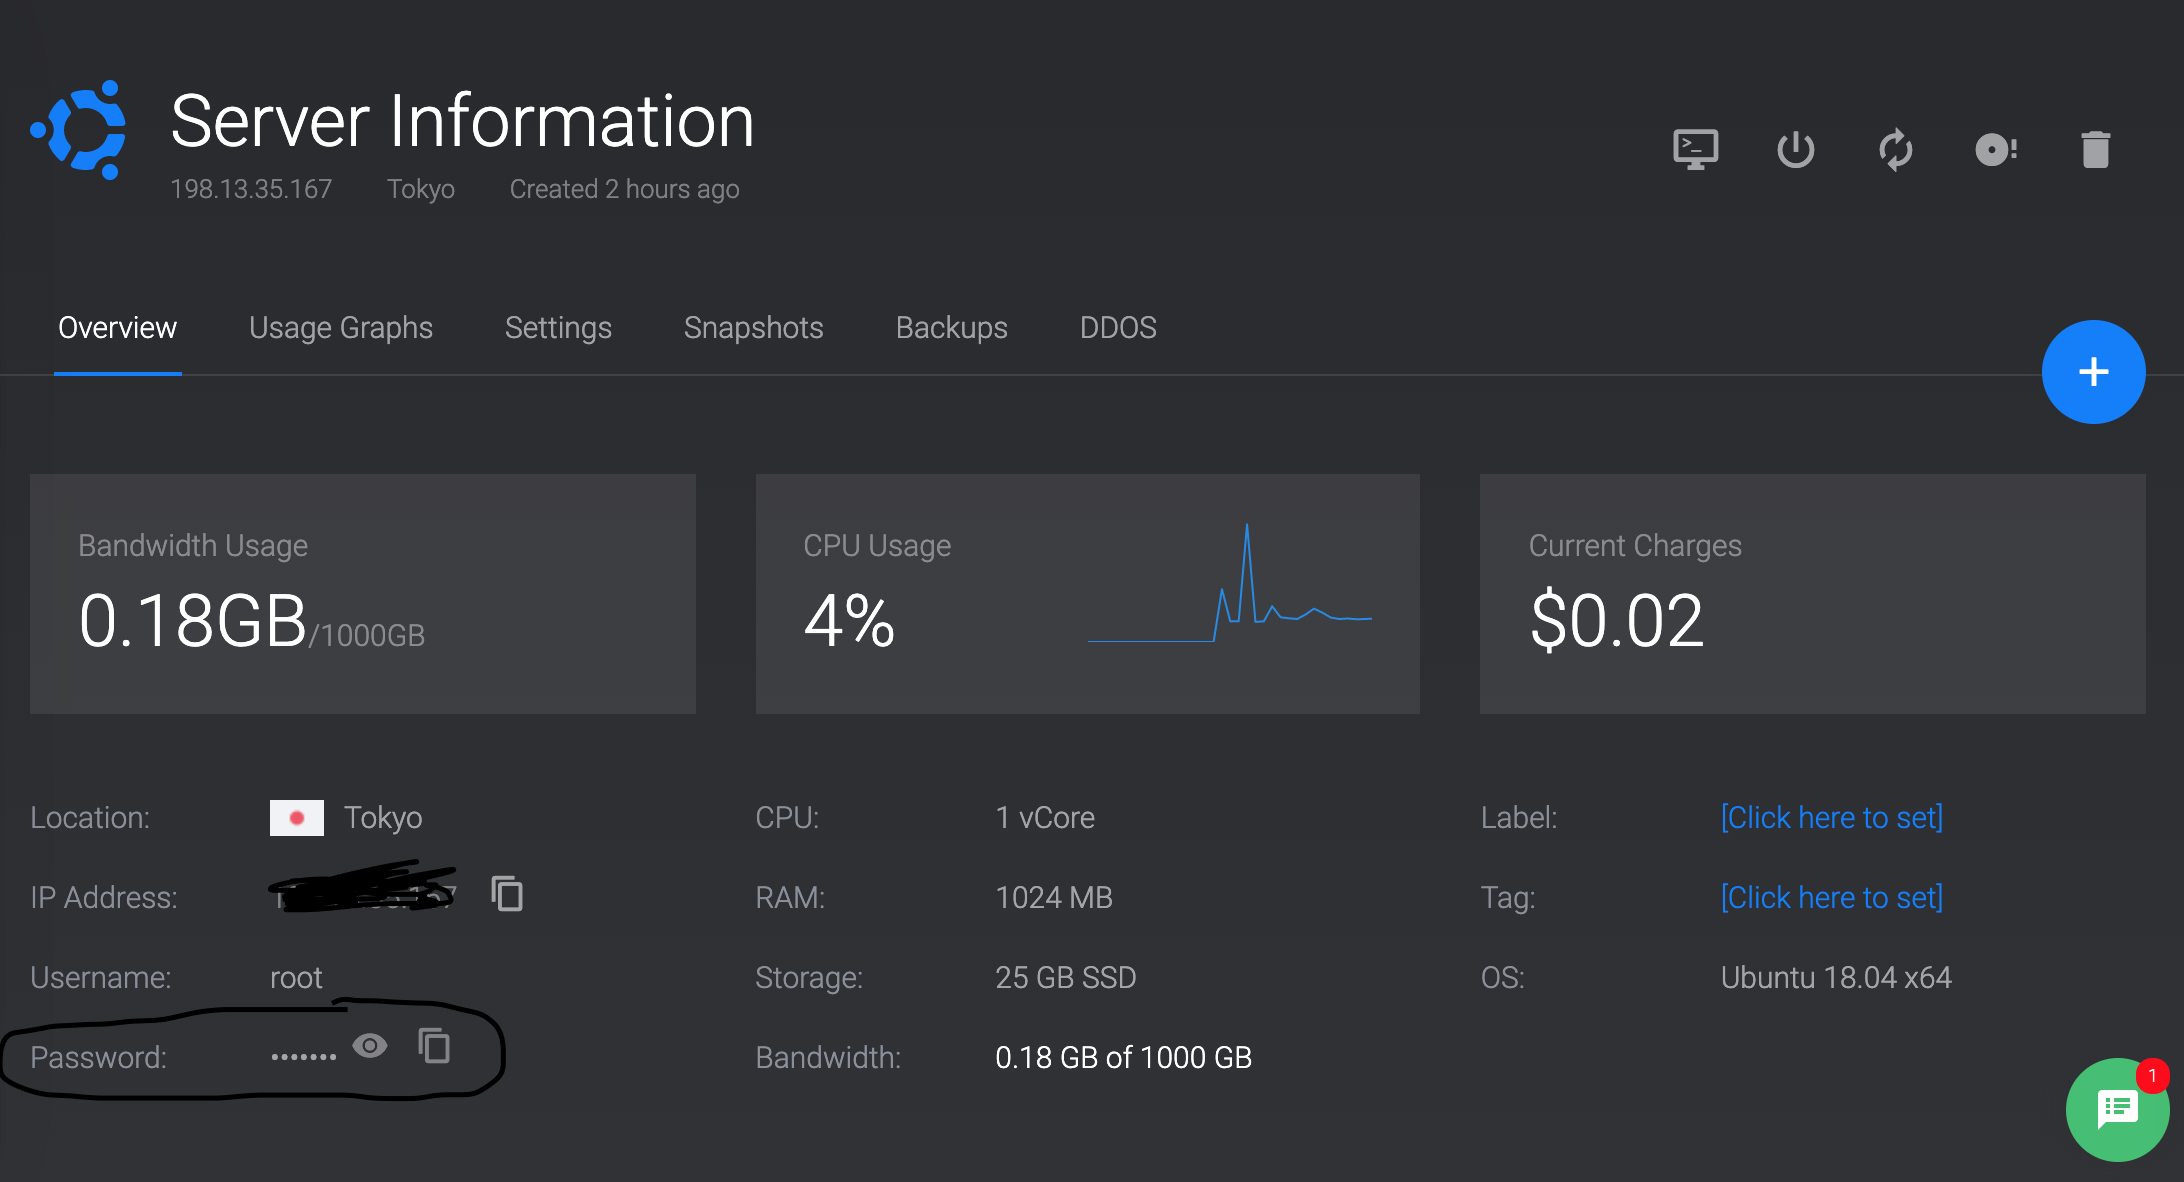 Server Information
198.13.35.167 Tokyo Created 2 hours ago
Overview Usage Graphs Settings Snapshots Backups DDOS
+
Bandwidth Usage
0.18GB/1000GB
CPU Usage
4%
Current Charges
$0.02
Location: Tokyo
IP Address:
Username: root
Password: •••••••
CPU: 1 vCore
RAM: 1024 MB
Storage: 25 GB SSD
Bandwidth: 0.18 GB of 1000 GB
Label: [Click here to set]
Tag: [Click here to set]
OS: Ubuntu 18.04 x64
1